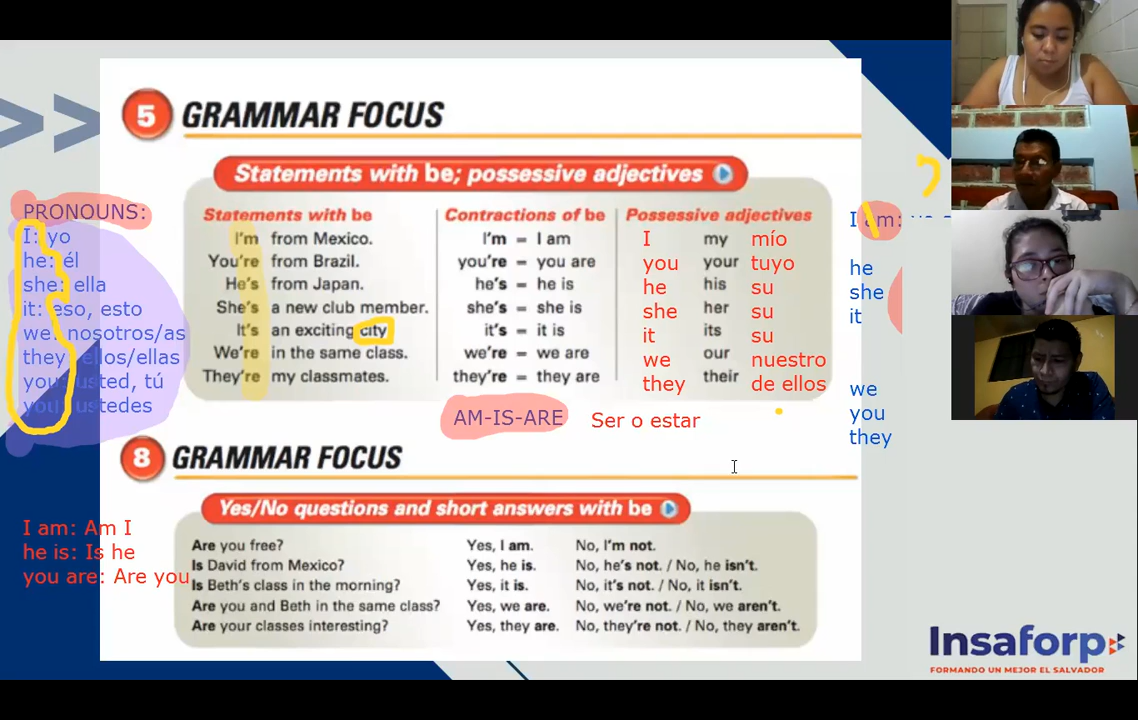 5 GRAMMAR FOCUS
Statements with be; possessive adjectives
Statements with be Contractions of be Possessive adjectives
I'm from Mexico. I'm = I am I my mío
You're from Brazil. you're = you are you your tuyo
He's from Japan. he's = he is he his su
She's a new club member. she's = she is she her su
It's an exciting city it's = it is it its su
We're in the same class. we're = we are we our nuestro
They're my classmates. they're = they are they their de ellos
AM-IS-ARE Ser o estar
PRONOUNS:
I: yo
he: él
she: ella
it: eso, esto
we: nosotros/as
they ellos/ellas
you: usted, tú
you: ustedes
I am:
he
she
it
we
you
they
8 GRAMMAR FOCUS
Yes/No questions and short answers with be
Are you free? Yes, I am. No, I'm not.
Is David from Mexico? Yes, he is. No, he's not. / No, he isn't.
Is Beth's class in the morning? Yes, it is. No, it's not. / No, it isn't.
Are you and Beth in the same class? Yes, we are. No, we're not. / No, we aren't.
Are your classes interesting? Yes, they are. No, they're not. / No, they aren't.
I am: Am I
he is: Is he
you are: Are you
Insaforp
FORMANDO UN MEJOR EL SALVADOR